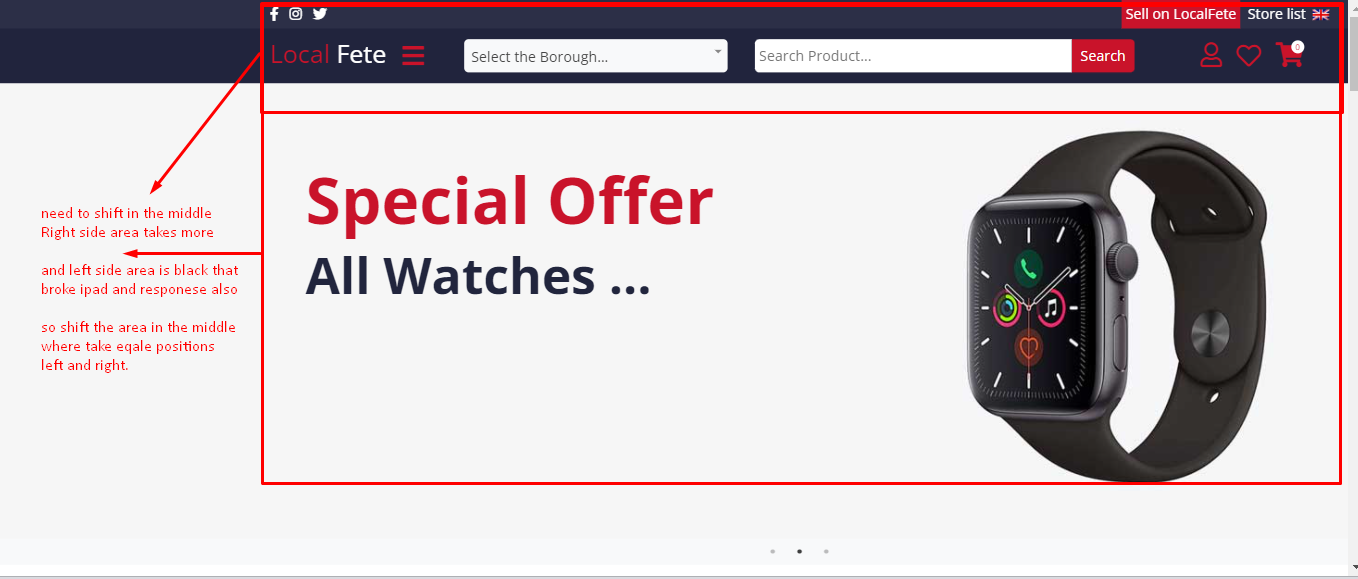 Sell on LocalFete Store list
Local Fete Select the Borough... Search Product... Search 0
Special Offer
All Watches ...
need to shift in the middle
Right side area takes more
and left side area is black that
broke ipad and responese also
so shift the area in the middle
where take eqale positions
left and right.